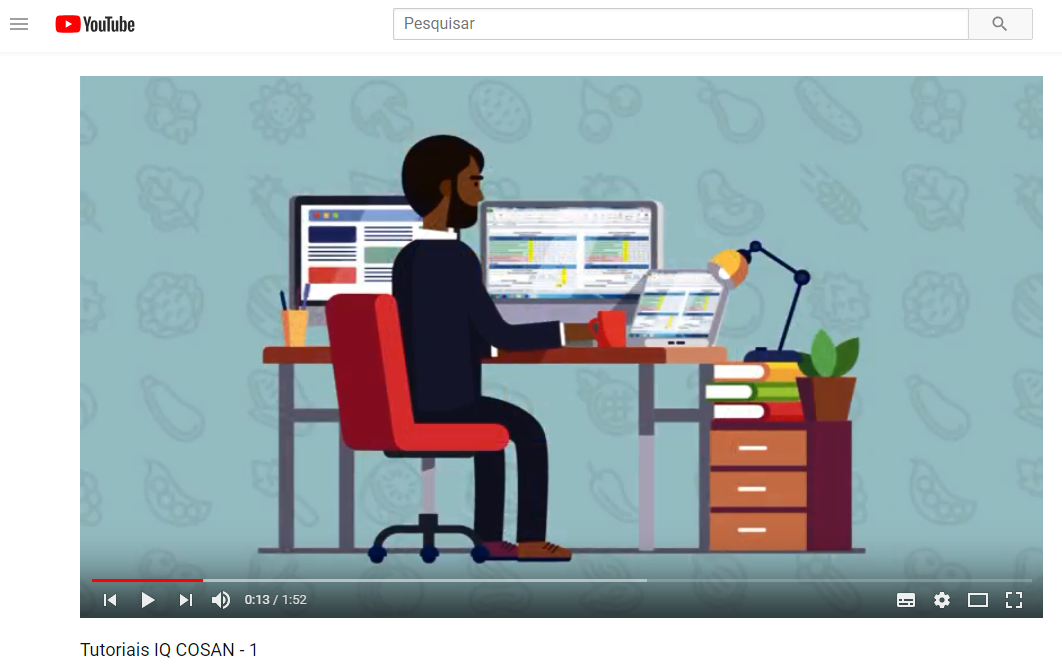 YouTube
Pesquisar
0:13 / 1:52
Tutoriais IQ COSAN - 1